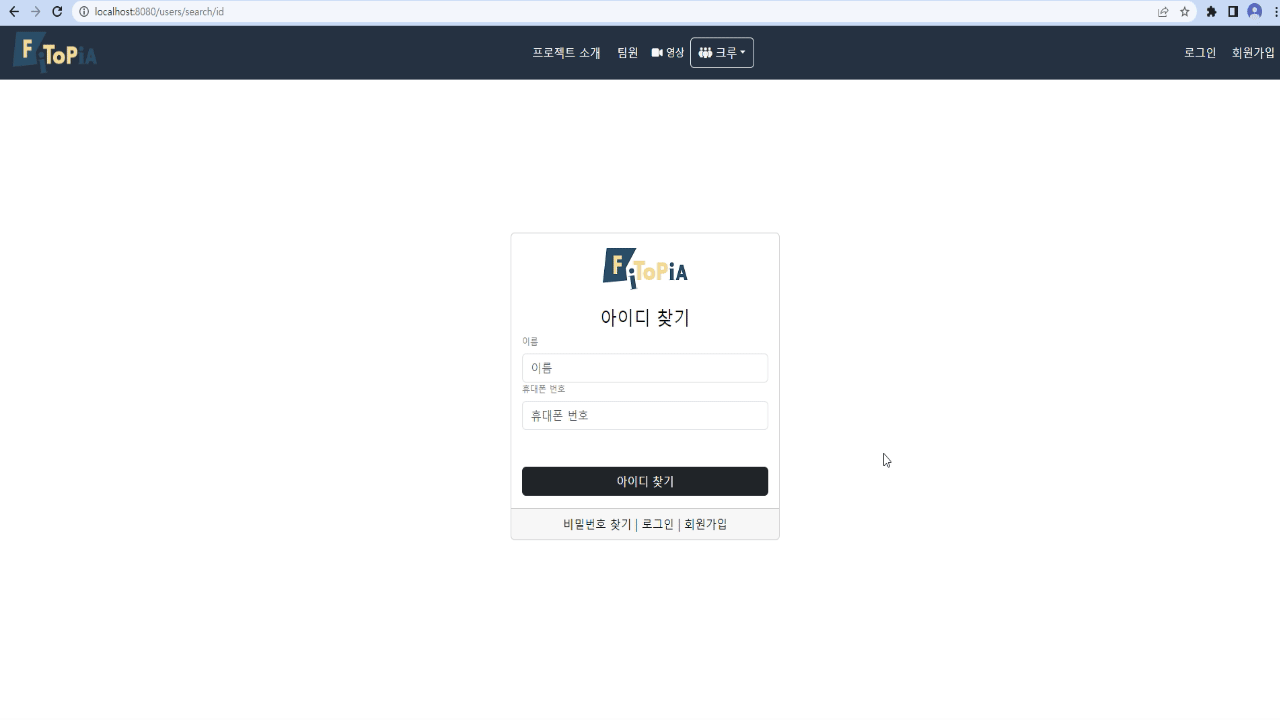 localhost:8080/users/search/id
FiToPiA 프로젝트 소개 팀원 영상 크루 로그인 회원가입
FiToPiA
아이디 찾기
이름
이름
휴대폰 번호
휴대폰 번호
아이디 찾기
비밀번호 찾기 | 로그인 | 회원가입